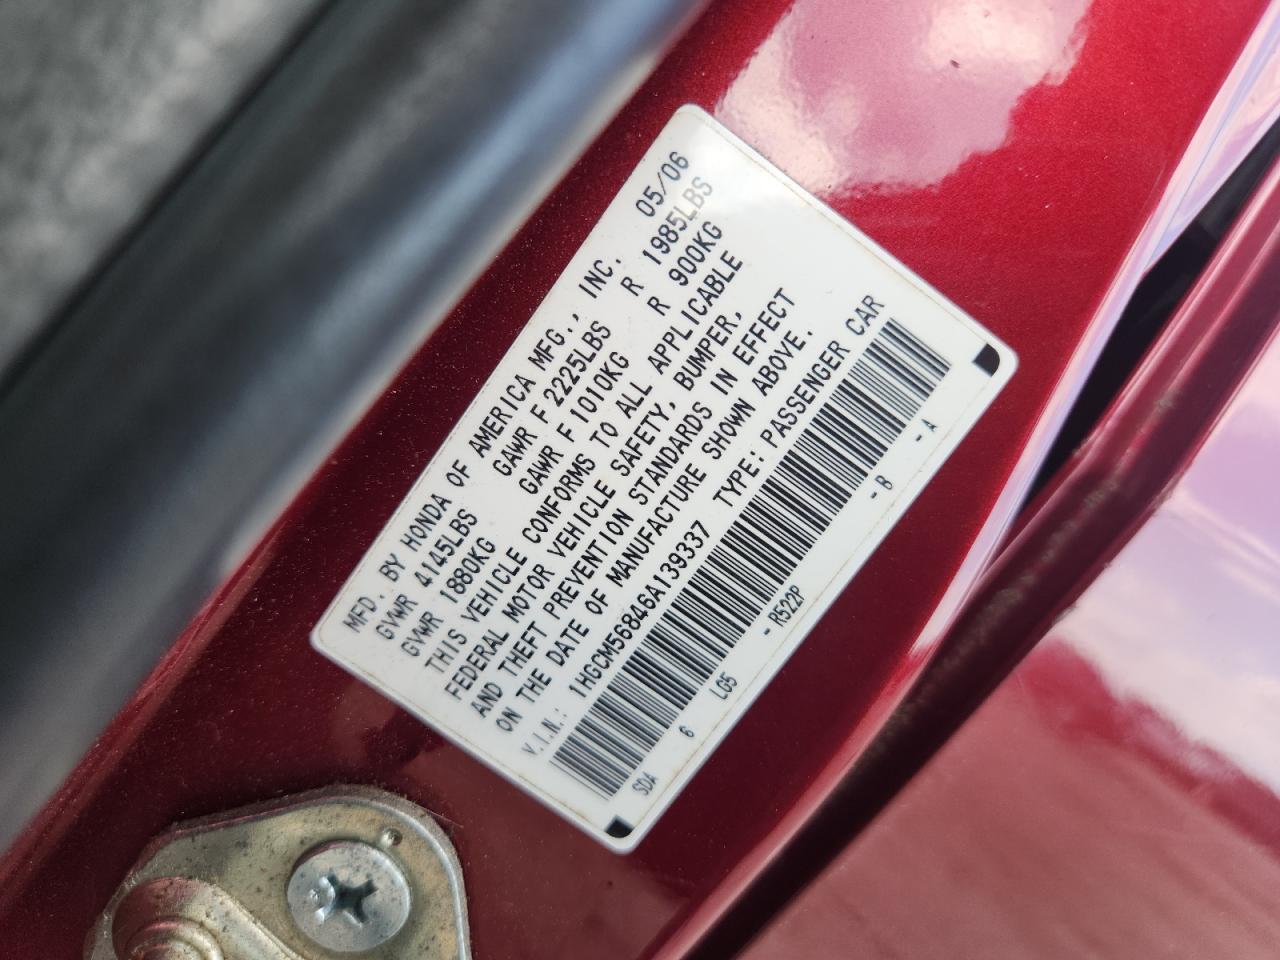 MFD. BY HONDA OF AMERICA MFG., INC. 05/06
GVWR 4145LBS GAWR F 2225LBS R 1985LBS
GVWR 1880KG GAWR F 1010KG R 900KG
THIS VEHICLE CONFORMS TO ALL APPLICABLE
FEDERAL MOTOR VEHICLE SAFETY, BUMPER,
AND THEFT PREVENTION STANDARDS IN EFFECT
ON THE DATE OF MANUFACTURE SHOWN ABOVE.
V.I.N.: 1HGCM56846A139337 TYPE: PASSENGER CAR
SDA 6 LG5 - R522P - B - A